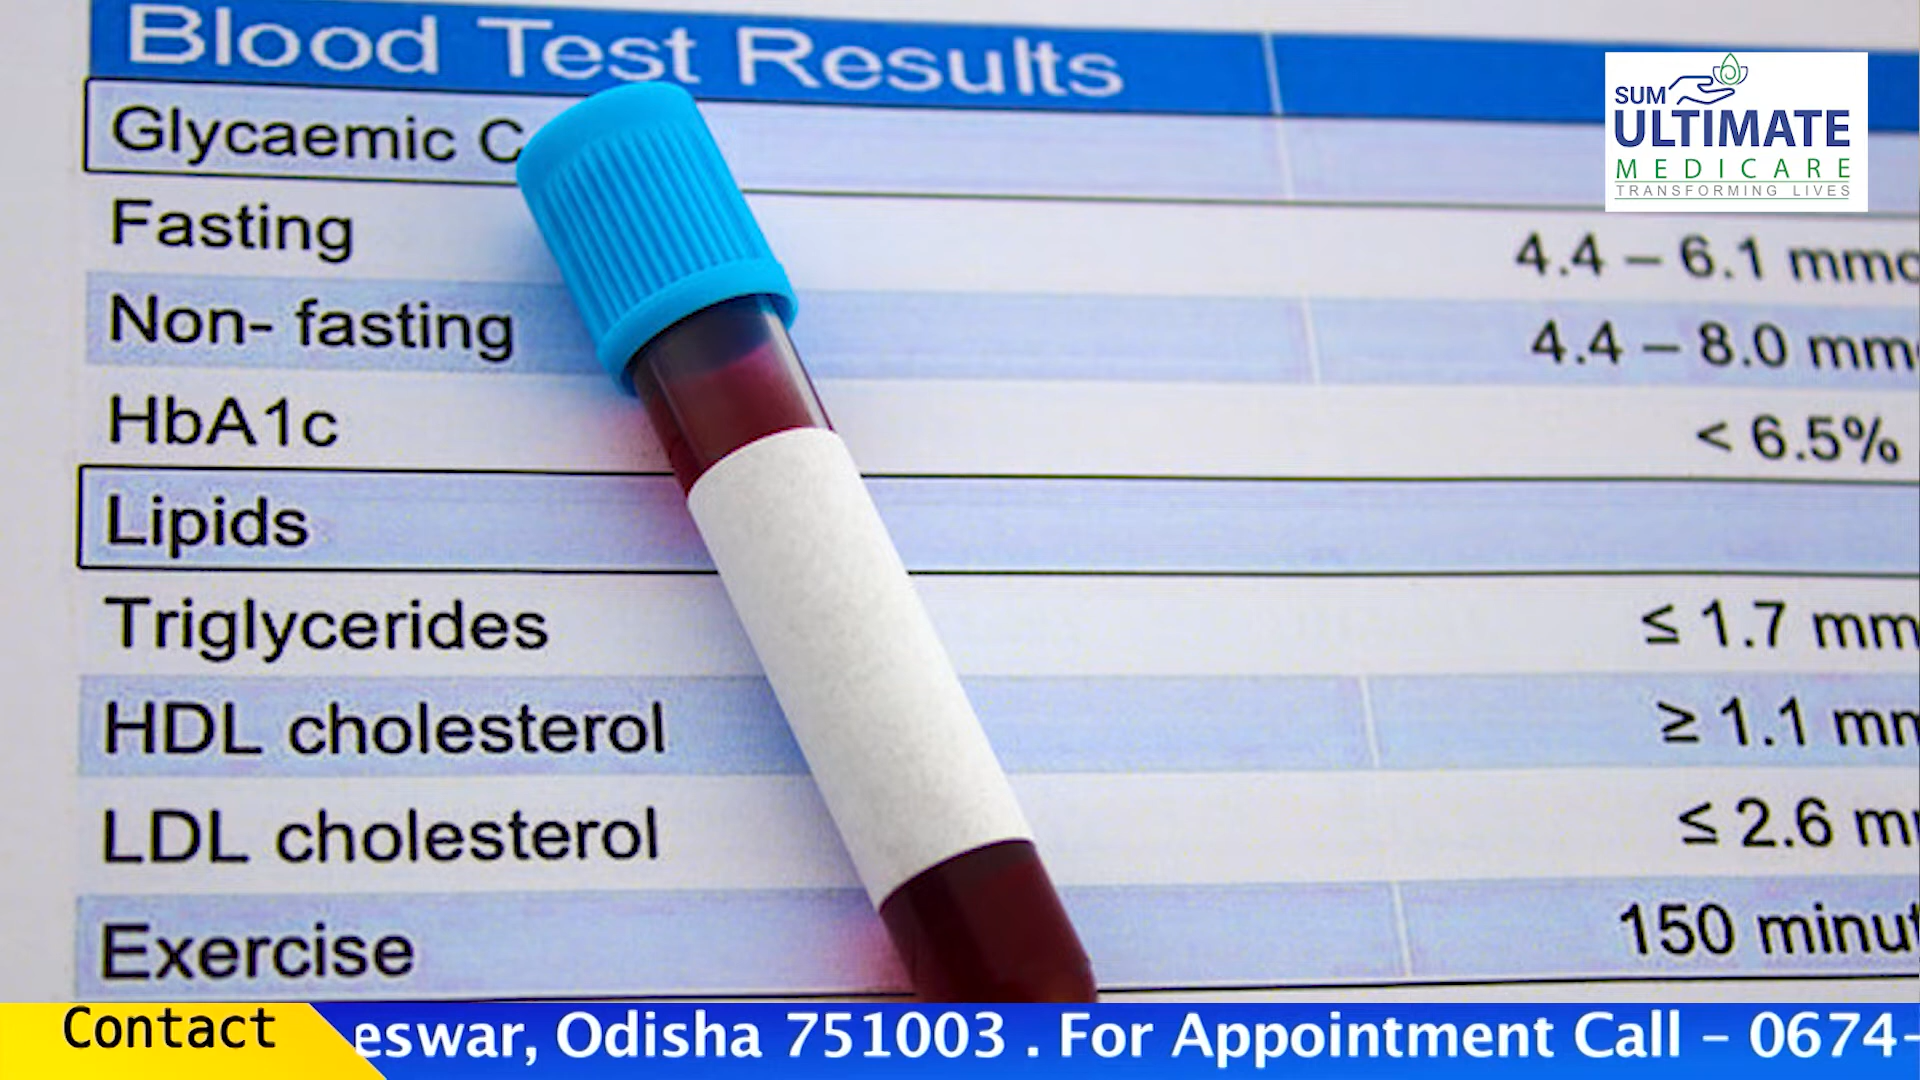 Blood Test Results
Glycaemic C
Fasting 4.4 – 6.1 mmo
Non- fasting 4.4 – 8.0 mm
HbA1c < 6.5%
Lipids
Triglycerides ≤ 1.7 mm
HDL cholesterol ≥ 1.1 mm
LDL cholesterol ≤ 2.6 m
Exercise 150 minut
SUM
ULTIMATE
MEDICARE
TRANSFORMING LIVES
Contact eswar, Odisha 751003 . For Appointment Call – 0674-